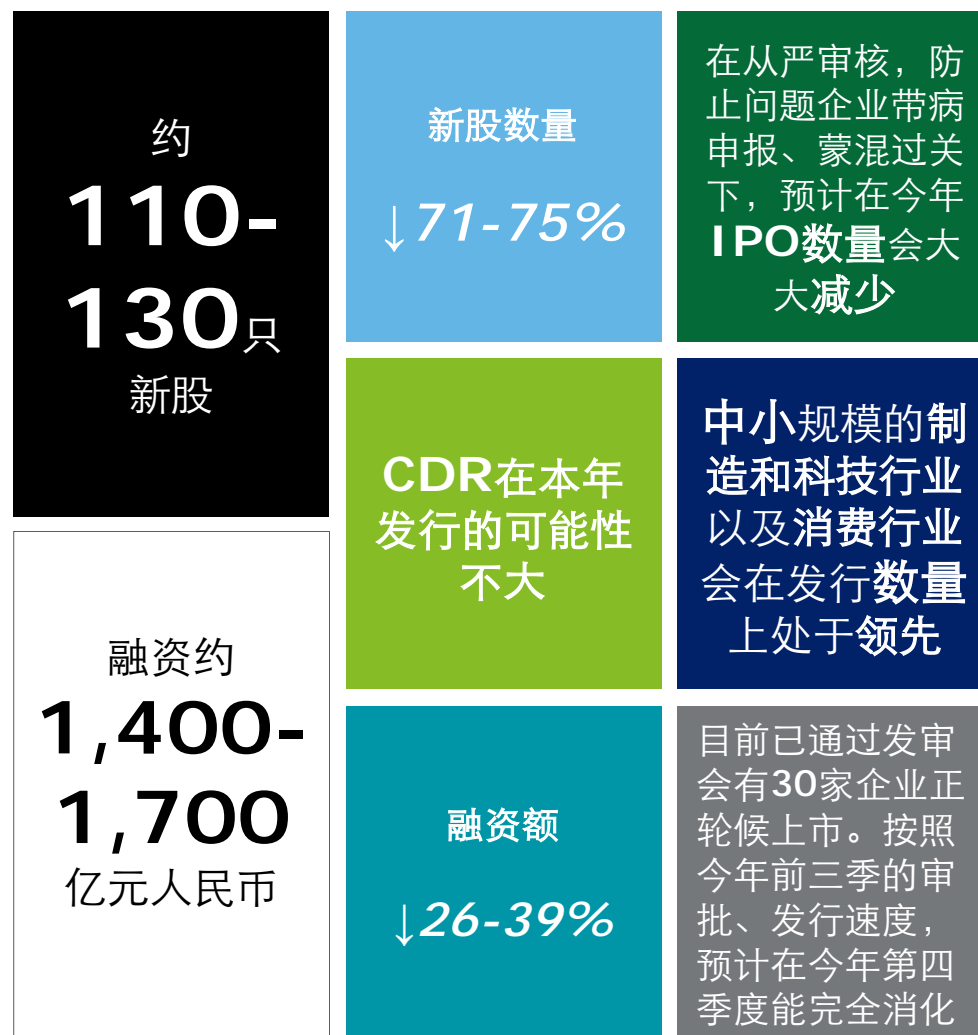 约
110-
130只
新股
融资约
1,400-
1,700
亿元人民币
新股数量
↓71-75%
CDR在本年
发行的可能性
不大
融资额
↓26-39%
在从严审核，防
止问题企业带病
申报、蒙混过关
下，预计在今年
IPO数量会大
大减少
中小规模的制
造和科技行业
以及消费行业
会在发行数量
上处于领先
目前已通过发审
会有30家企业正
轮候上市。按照
今年前三季的审
批、发行速度，
预计在今年第四
季度能完全消化